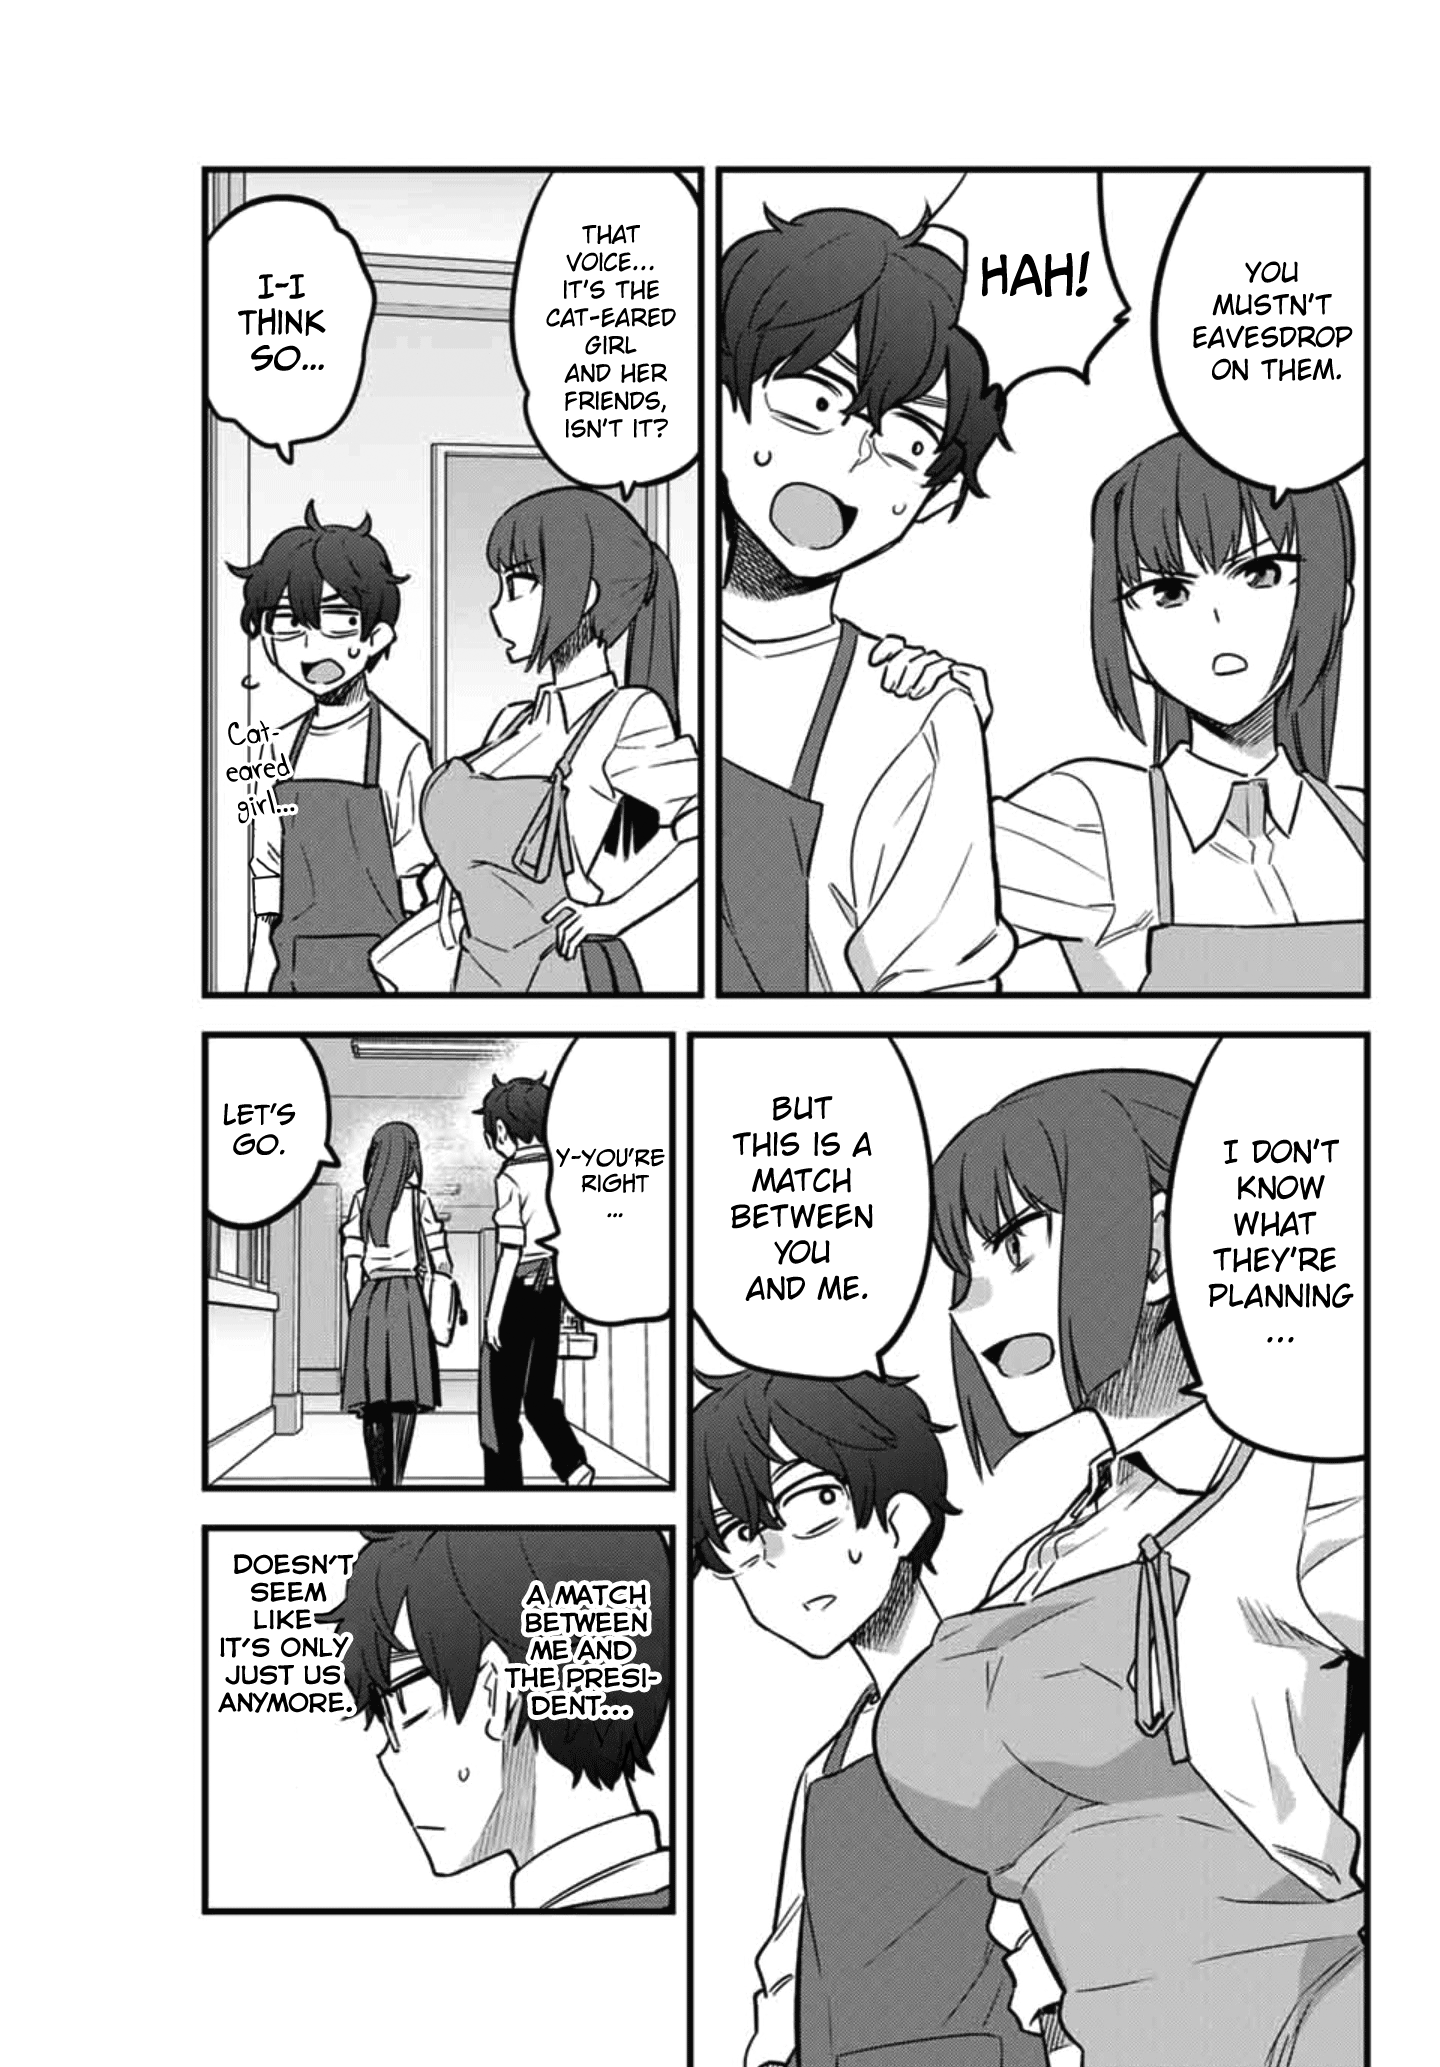 YOU
MUSTN'T
EAVESDROP
ON THEM.
HAH!
THAT
VOICE...
IT'S THE
CAT-EARED
GIRL
AND HER
FRIENDS,
ISN'T IT?
I-I
THINK
SO...
Cat-
eared
girl...
I DON'T
KNOW
WHAT
THEY'RE
PLANNING
...
BUT
THIS IS A
MATCH
BETWEEN
YOU
AND ME.
Y-YOU'RE
RIGHT
...
LET'S
GO.
A MATCH
BETWEEN
ME AND
THE PRESI-
DENT...
DOESN'T
SEEM
LIKE
IT'S ONLY
JUST US
ANYMORE.